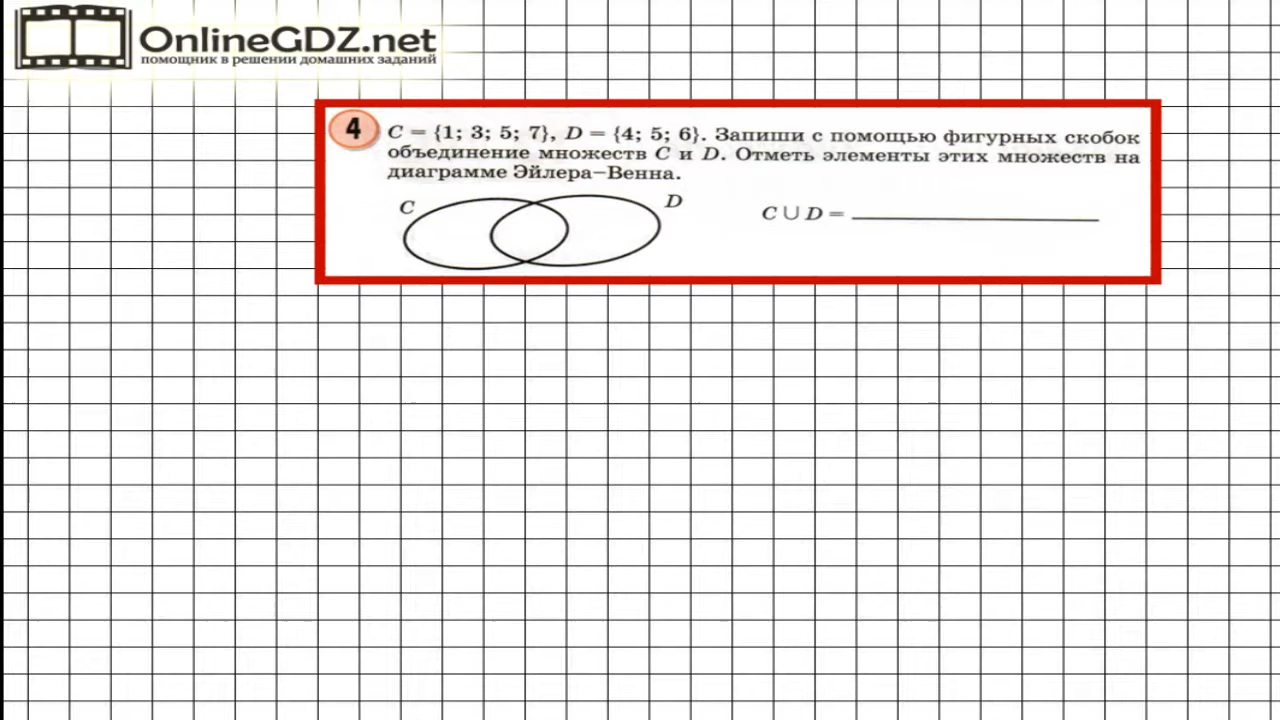 OnlineGDZ.net
помощник в решении домашних заданий
4
C = {1; 3; 5; 7}, D = {4; 5; 6}. Запиши с помощью фигурных скобок
объединение множеств C и D. Отметь элементы этих множеств на
диаграмме Эйлера–Венна.
C
D
C ∪ D =